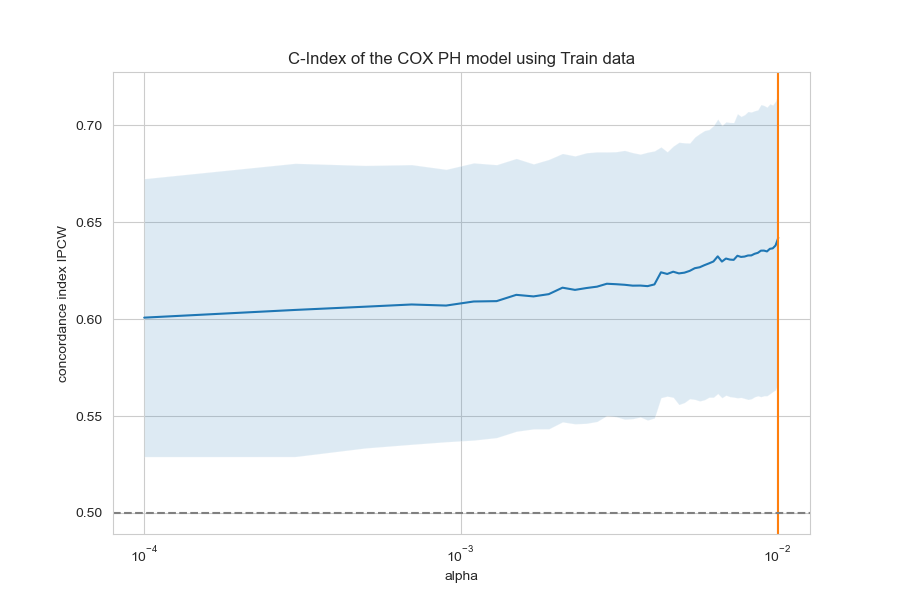 C-Index of the COX PH model using Train data
concordance index IPCW
0.70
0.65
0.60
0.55
0.50
10⁻⁴
10⁻³
10⁻²
alpha